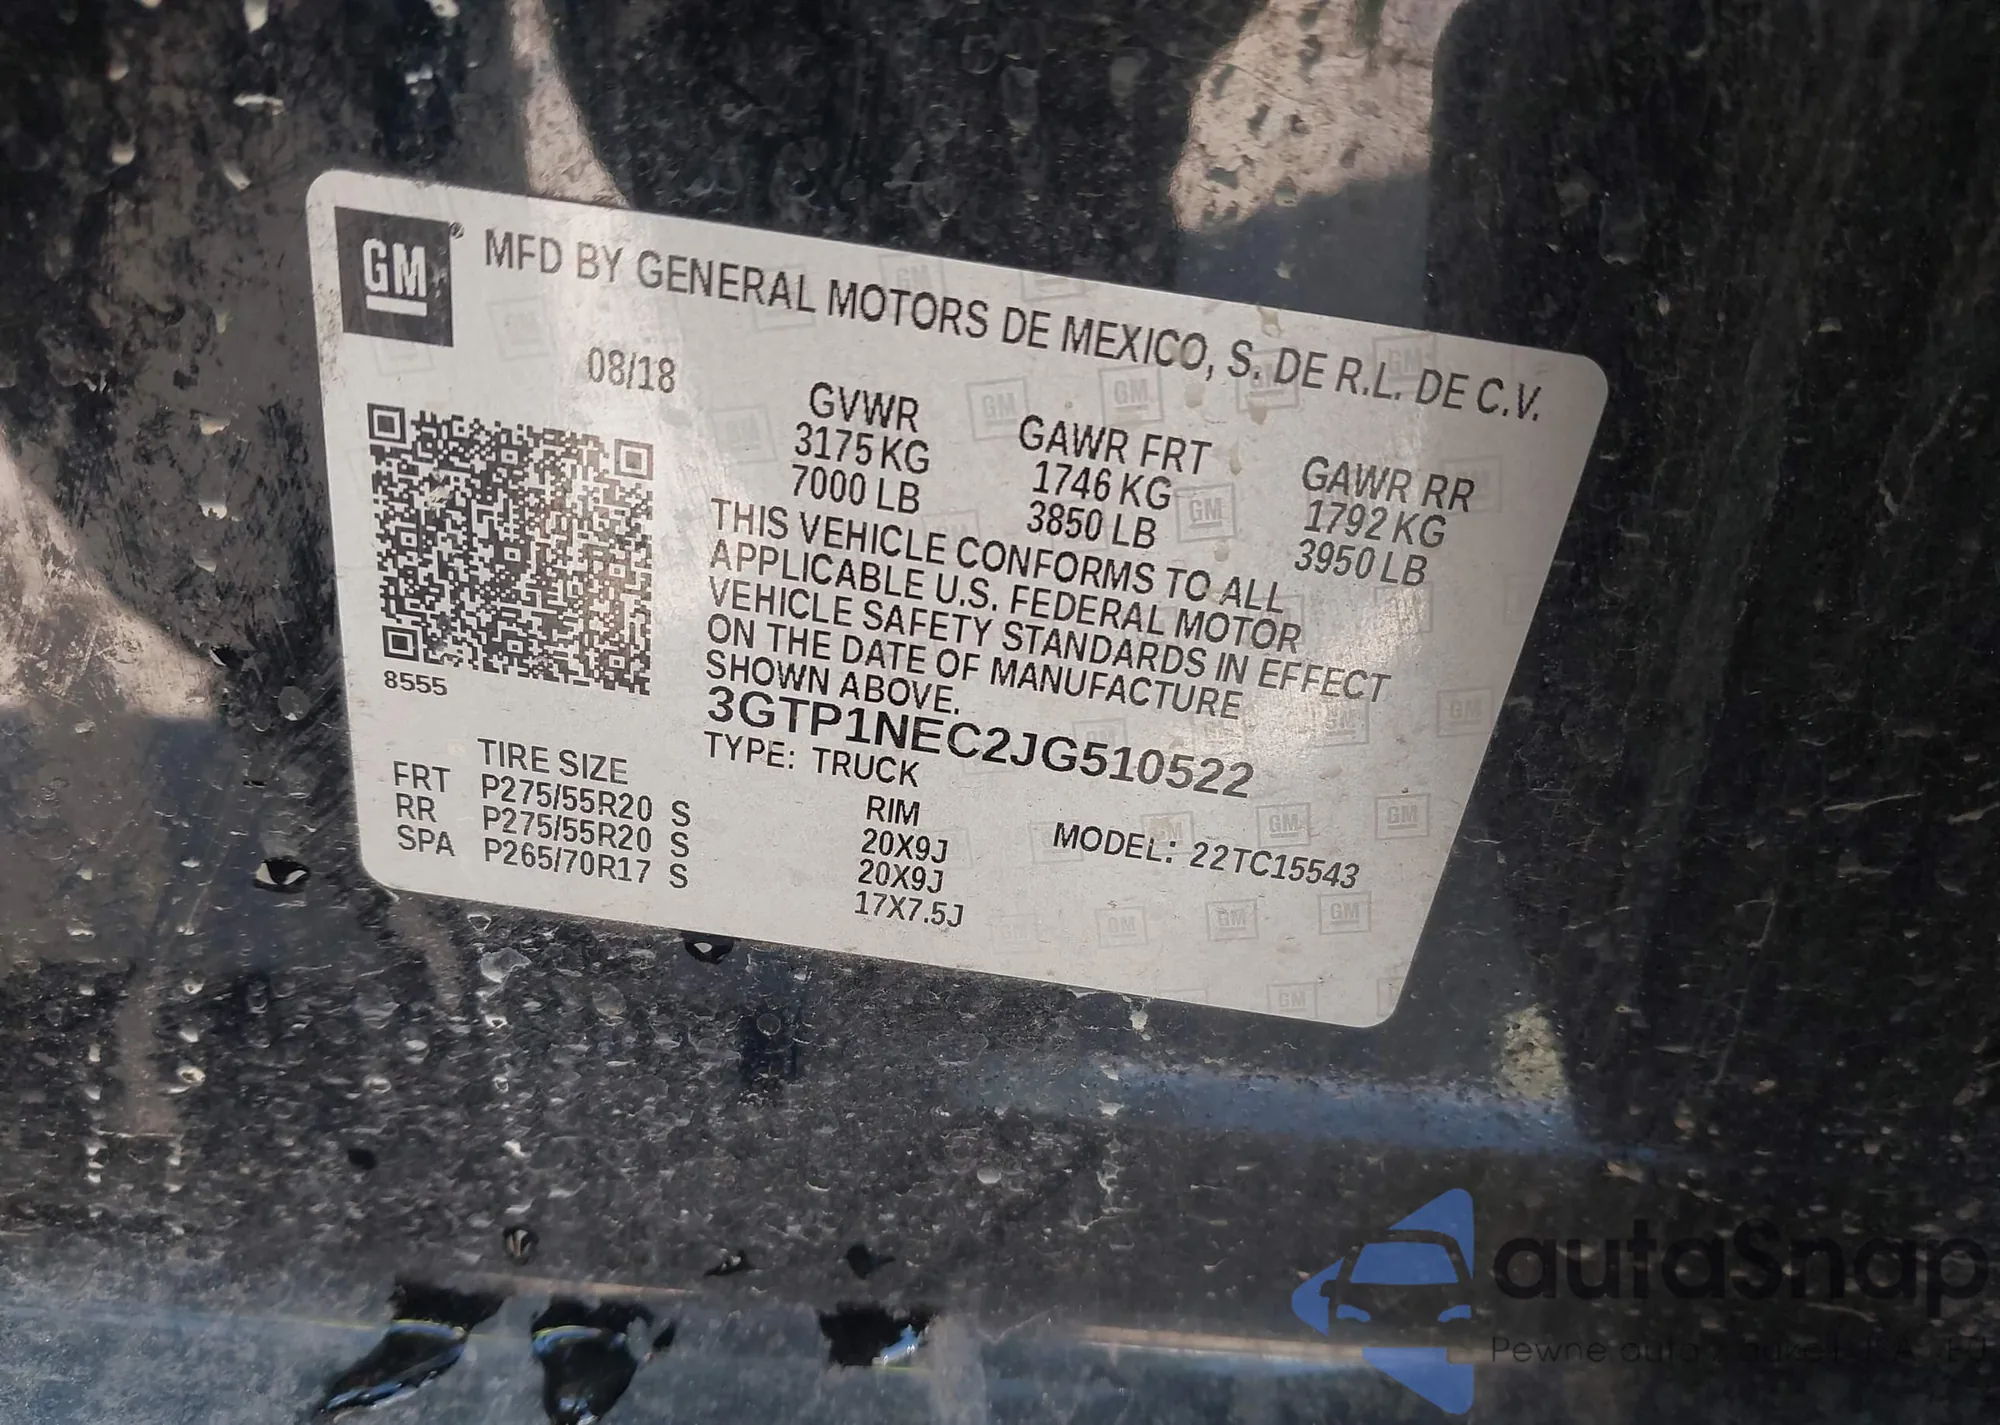 GM®
MFD BY GENERAL MOTORS DE MEXICO, S. DE R.L. DE C.V.
08/18
GVWR
3175 KG
7000 LB
GAWR FRT
1746 KG
3850 LB
GAWR RR
1792 KG
3950 LB
THIS VEHICLE CONFORMS TO ALL
APPLICABLE U.S. FEDERAL MOTOR
VEHICLE SAFETY STANDARDS IN EFFECT
ON THE DATE OF MANUFACTURE
SHOWN ABOVE.
3GTP1NEC2JG510522
TYPE: TRUCK
8555
TIRE SIZE
RIM
FRT P275/55R20 S 20X9J
RR P275/55R20 S 20X9J
SPA P265/70R17 S 17X7.5J
MODEL: 22TC15543
autaSnap
Pewne auta